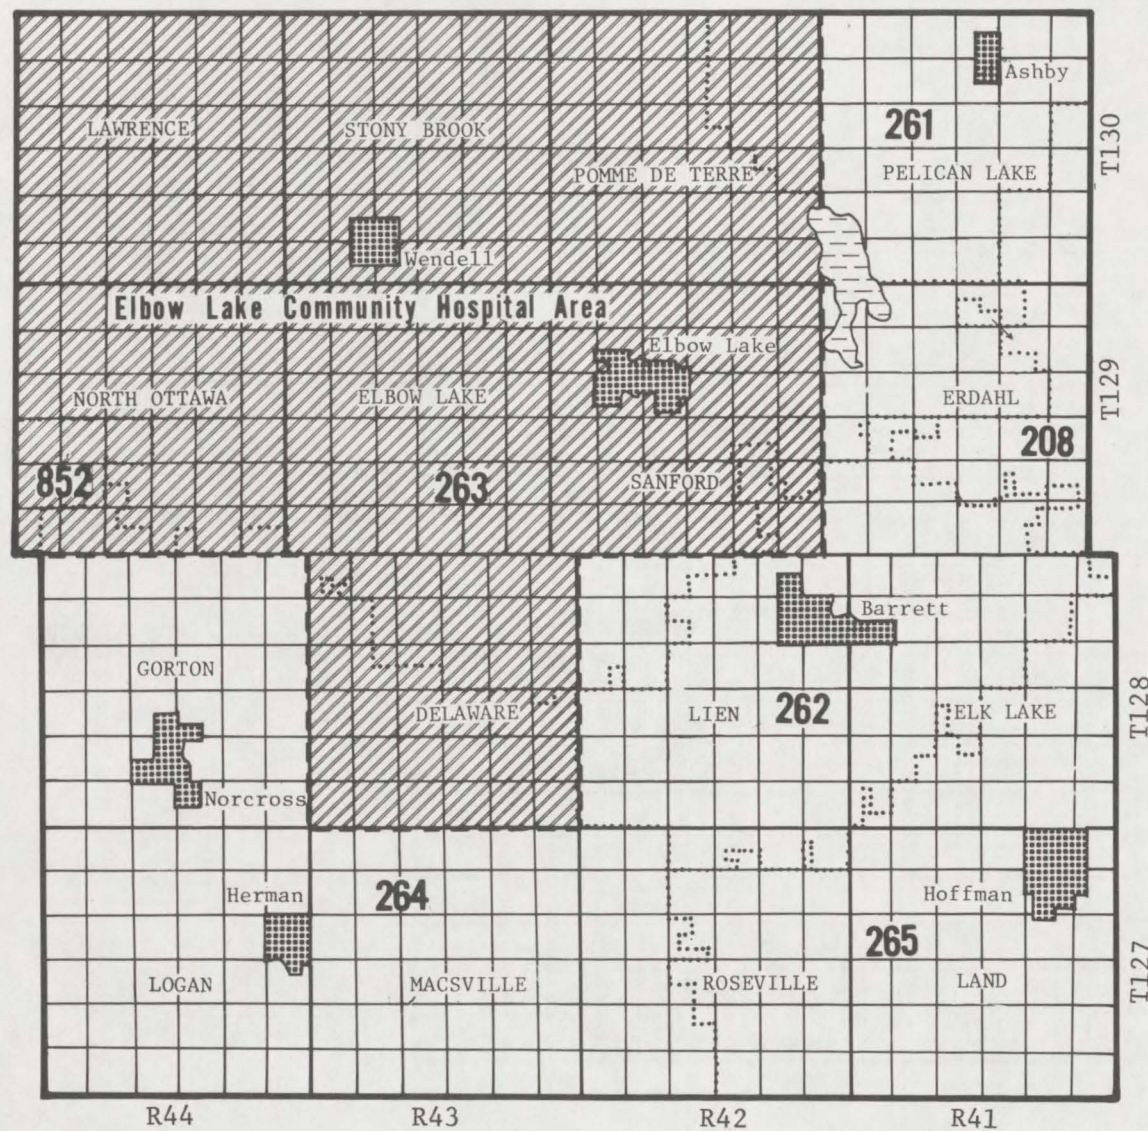 Ashby
261
T130
LAWRENCE
STONY BROOK
POMME DE TERRE
PELICAN LAKE
Wendell
Elbow Lake Community Hospital Area
Elbow Lake
NORTH OTTAWA
ELBOW LAKE
ERDAHL
T129
208
852
263
SANFORD
Barrett
GORTON
DELAWARE
LIEN
262
ELK LAKE
T128
Norcross
Herman
264
Hoffman
265
LOGAN
MACSVILLE
ROSEVILLE
LAND
T127
R44
R43
R42
R41